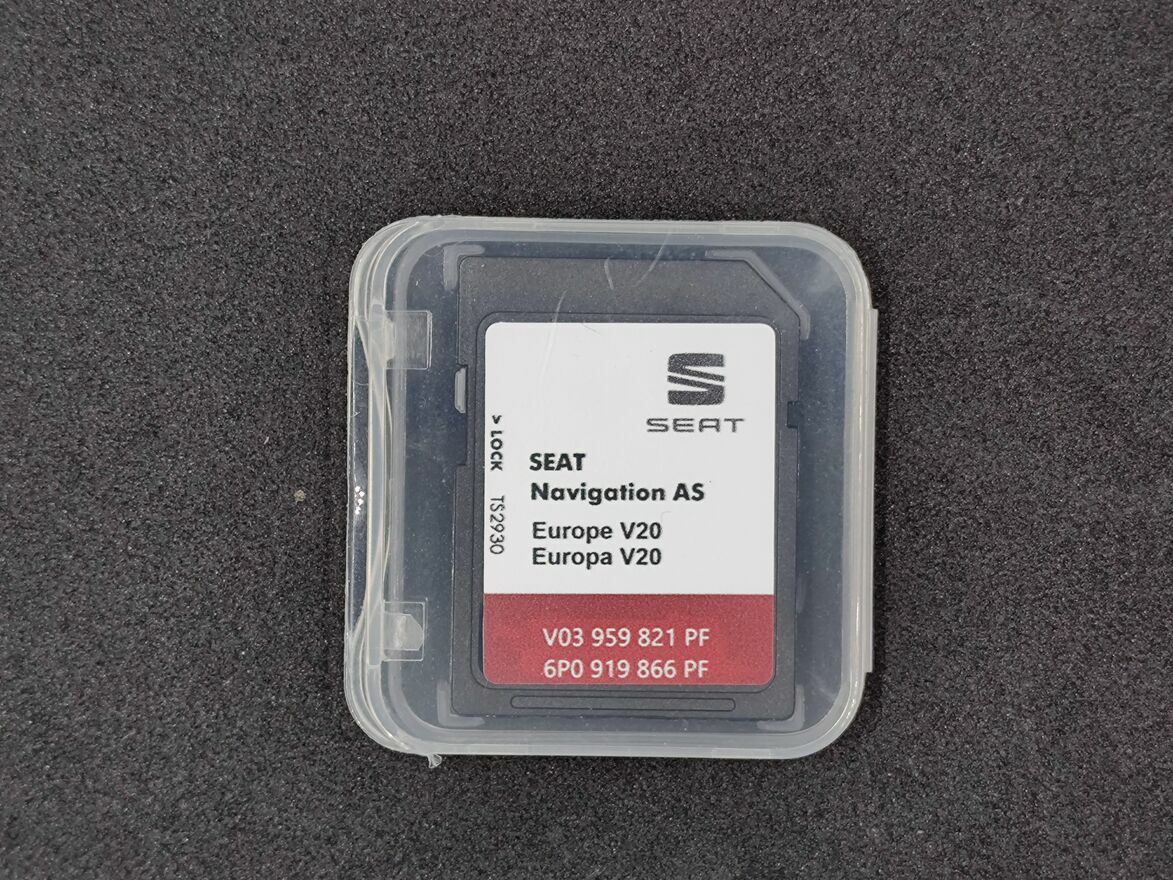 SEAT
SEAT
Navigation AS
Europe V20
Europa V20
V03 959 821 PF
6P0 919 866 PF
> LOCK TS2930